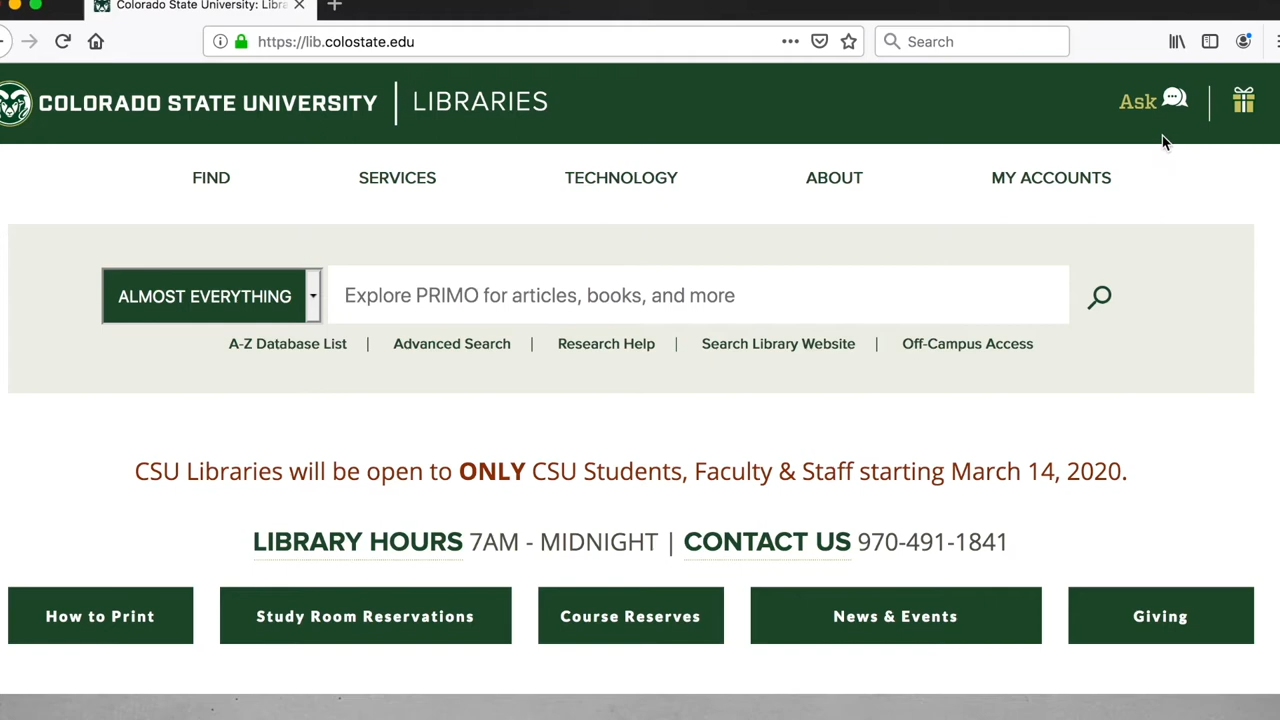 Colorado State University: Libra
https://lib.colostate.edu
Search
COLORADO STATE UNIVERSITY
LIBRARIES
Ask
FIND
SERVICES
TECHNOLOGY
ABOUT
MY ACCOUNTS
ALMOST EVERYTHING
Explore PRIMO for articles, books, and more
A-Z Database List | Advanced Search | Research Help | Search Library Website | Off-Campus Access
CSU Libraries will be open to ONLY CSU Students, Faculty & Staff starting March 14, 2020.
LIBRARY HOURS 7AM - MIDNIGHT | CONTACT US 970-491-1841
How to Print
Study Room Reservations
Course Reserves
News & Events
Giving